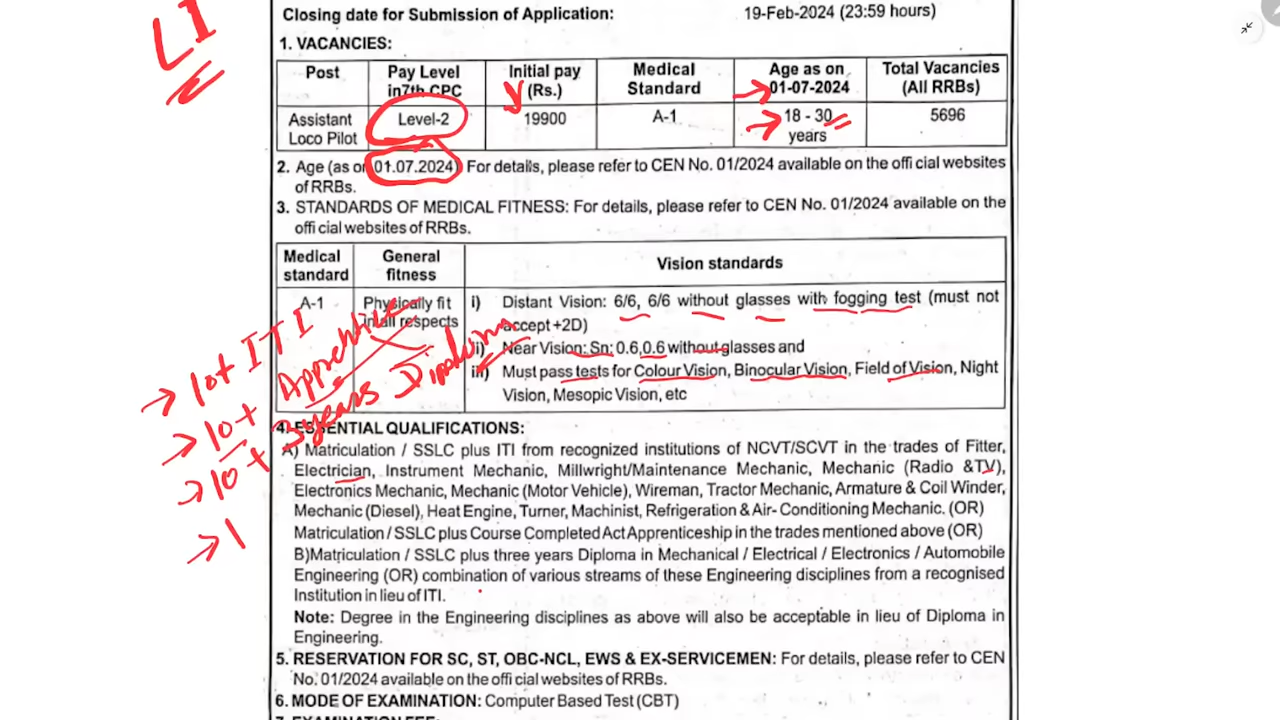 LI
Closing date for Submission of Application: 19-Feb-2024 (23:59 hours)
1. VACANCIES:
Post
Pay Level
in7th CPC
Initial pay
(Rs.)
Medical
Standard
Age as on
01-07-2024
Total Vacancies
(All RRBs)
Assistant
Loco Pilot
Level-2
19900
A-1
18 - 30
years
5696
2. Age (as on 01.07.2024) For details, please refer to CEN No. 01/2024 available on the offi cial websites
of RRBs.
3. STANDARDS OF MEDICAL FITNESS: For details, please refer to CEN No. 01/2024 available on the
offi cial websites of RRBs.
Medical
standard
General
fitness
Vision standards
A-1
Physically fit
in all respects
i) Distant Vision: 6/6, 6/6 without glasses with fogging test (must not
accept +2D)
ii) Near Vision: Sn: 0.6,0.6 without glasses and
iii) Must pass tests for Colour Vision, Binocular Vision, Field of Vision, Night
Vision, Mesopic Vision, etc
10+ ITI
10+ Apprentice
10+ 3 years Diploma
1
4. ESSENTIAL QUALIFICATIONS:
A) Matriculation / SSLC plus ITI from recognized institutions of NCVT/SCVT in the trades of Fitter,
Electrician, Instrument Mechanic, Millwright/Maintenance Mechanic, Mechanic (Radio &TV),
Electronics Mechanic, Mechanic (Motor Vehicle), Wireman, Tractor Mechanic, Armature & Coil Winder,
Mechanic (Diesel), Heat Engine, Turner, Machinist, Refrigeration & Air- Conditioning Mechanic. (OR)
Matriculation / SSLC plus Course Completed Act Apprenticeship in the trades mentioned above (OR)
B)Matriculation / SSLC plus three years Diploma in Mechanical / Electrical / Electronics / Automobile
Engineering (OR) combination of various streams of these Engineering disciplines from a recognised
Institution in lieu of ITI.
Note: Degree in the Engineering disciplines as above will also be acceptable in lieu of Diploma in
Engineering.
5. RESERVATION FOR SC, ST, OBC-NCL, EWS & EX-SERVICEMEN: For details, please refer to CEN
No. 01/2024 available on the offi cial websites of RRBs.
6. MODE OF EXAMINATION: Computer Based Test (CBT)
7. EXAMINATION FEE: